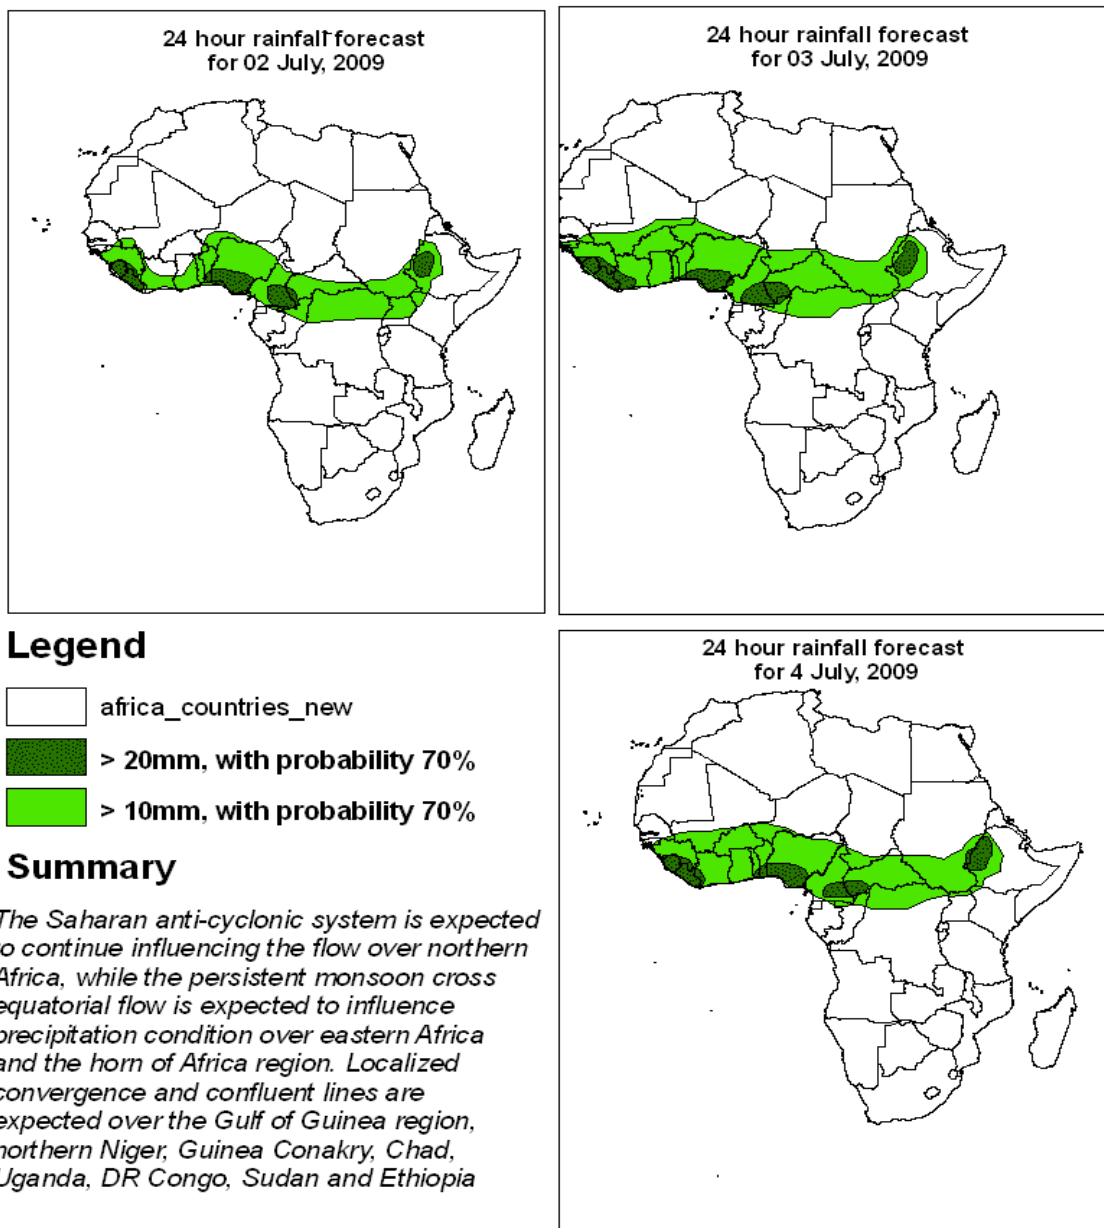 24 hour rainfall forecast
for 02 July, 2009
24 hour rainfall forecast
for 03 July, 2009
Legend
africa_countries_new
> 20mm, with probability 70%
> 10mm, with probability 70%
Summary
The Saharan anti-cyclonic system is expected
to continue influencing the flow over northern
Africa, while the persistent monsoon cross
equatorial flow is expected to influence
precipitation condition over eastern Africa
and the horn of Africa region. Localized
convergence and confluent lines are
expected over the Gulf of Guinea region,
northern Niger, Guinea Conakry, Chad,
Uganda, DR Congo, Sudan and Ethiopia
24 hour rainfall forecast
for 4 July, 2009